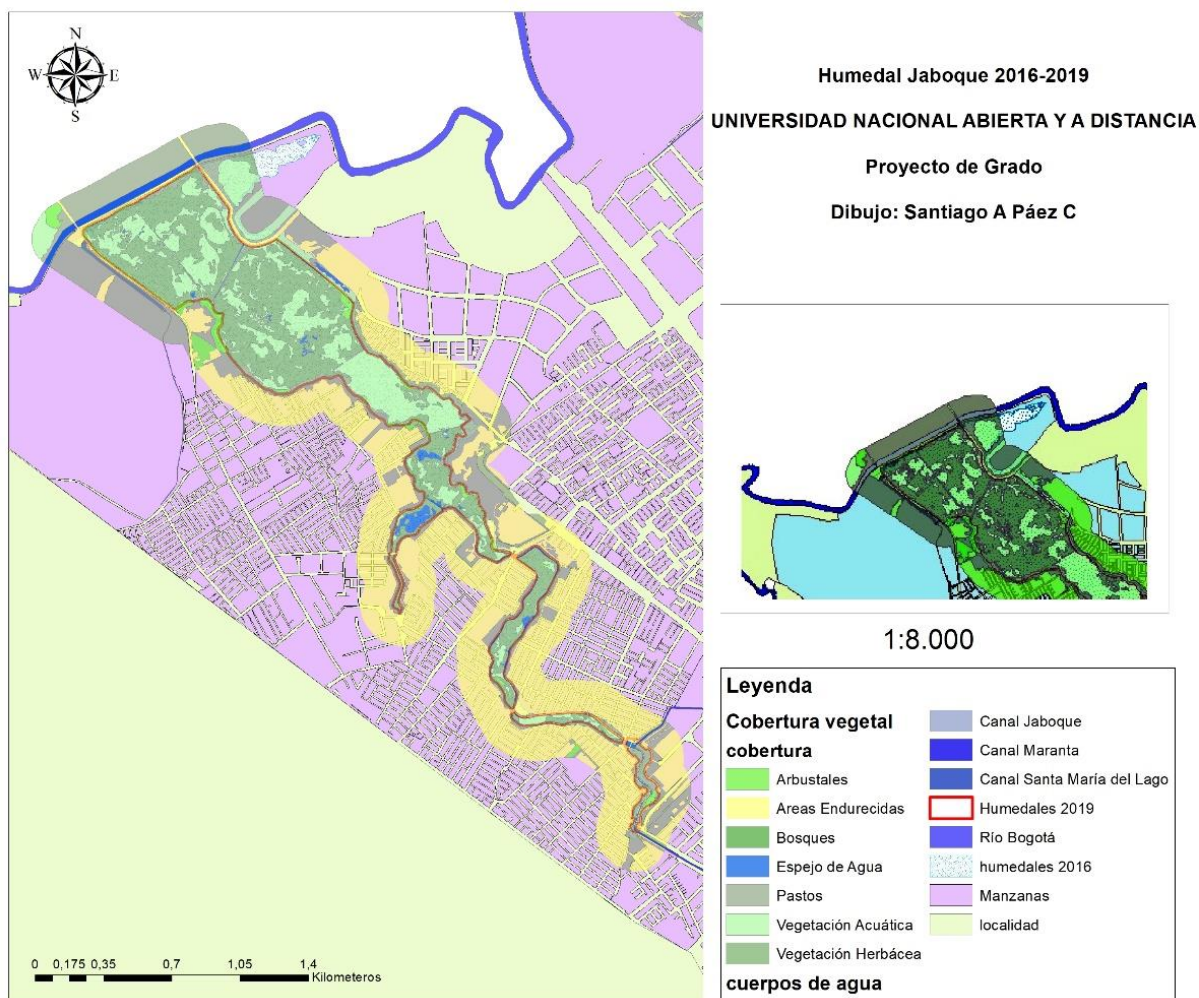 N
W E
S
Humedal Jaboque 2016-2019
UNIVERSIDAD NACIONAL ABIERTA Y A DISTANCIA
Proyecto de Grado
Dibujo: Santiago A Páez C
1:8.000
Leyenda
Cobertura vegetal
cobertura
Arbustales
Areas Endurecidas
Bosques
Espejo de Agua
Pastos
Vegetación Acuática
Vegetación Herbácea
cuerpos de agua
Canal Jaboque
Canal Maranta
Canal Santa María del Lago
Humedales 2019
Río Bogotá
humedales 2016
Manzanas
localidad
0 0,175 0,35 0,7 1,05 1,4
Kilometeros